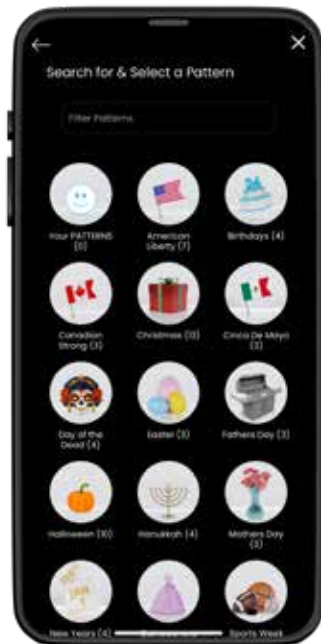 Search for & Select a Pattern
Filter Patterns
Your PATTERNS
(0)
American
Liberty (7)
Birthdays (4)
Canadian
Strong (3)
Christmas (13)
Cinco De Mayo
(3)
Day of the
Dead (4)
Easter (3)
Fathers Day (3)
Halloween (10)
Hanukkah (4)
Mothers Day
(3)
New Years (4)
Sports Week